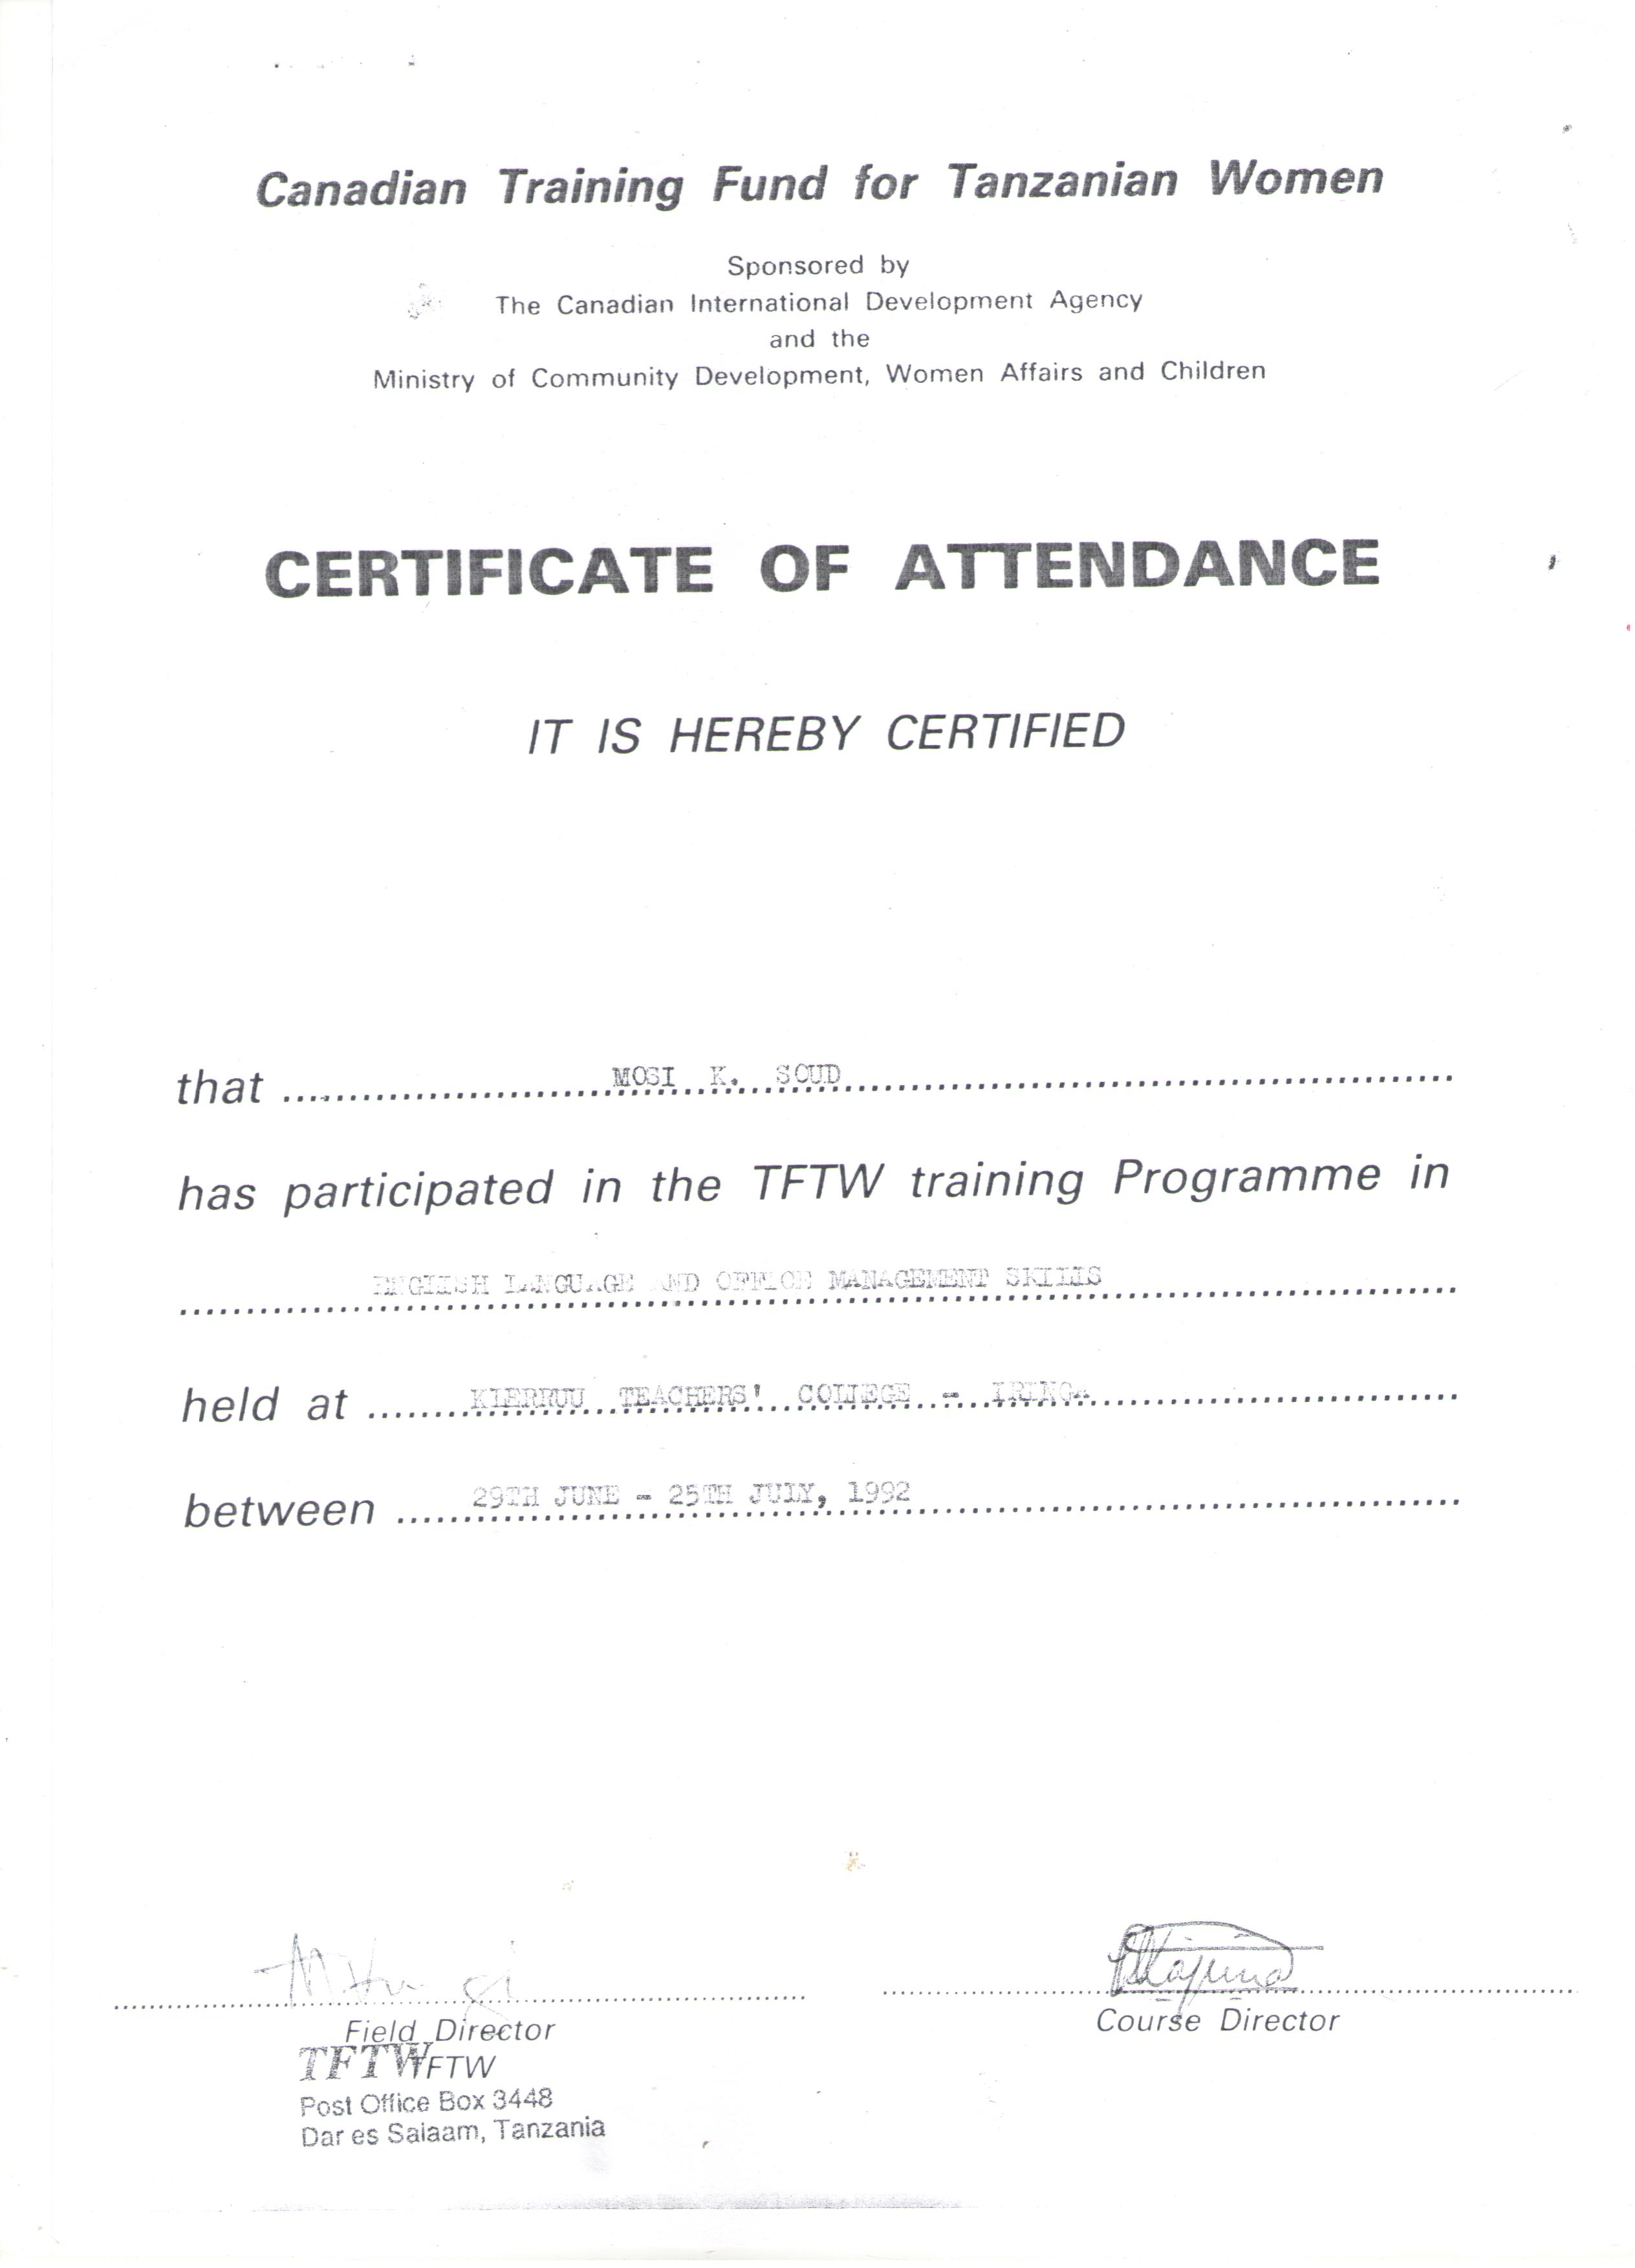 Canadian Training Fund for Tanzanian Women
Sponsored by
The Canadian International Development Agency
and the
Ministry of Community Development, Women Affairs and Children
CERTIFICATE OF ATTENDANCE
IT IS HEREBY CERTIFIED
that MOSI K. SOUD
has participated in the TFTW training Programme in
ENGLISH LANGUAGE AND OFFICE MANAGEMENT SKILLS
held at KLERRUU TEACHERS' COLLEGE - IRINGA
between 29TH JUNE - 25TH JULY, 1992
Field Director
Course Director
TFTW TFTW
Post Office Box 3448
Dar es Salaam, Tanzania